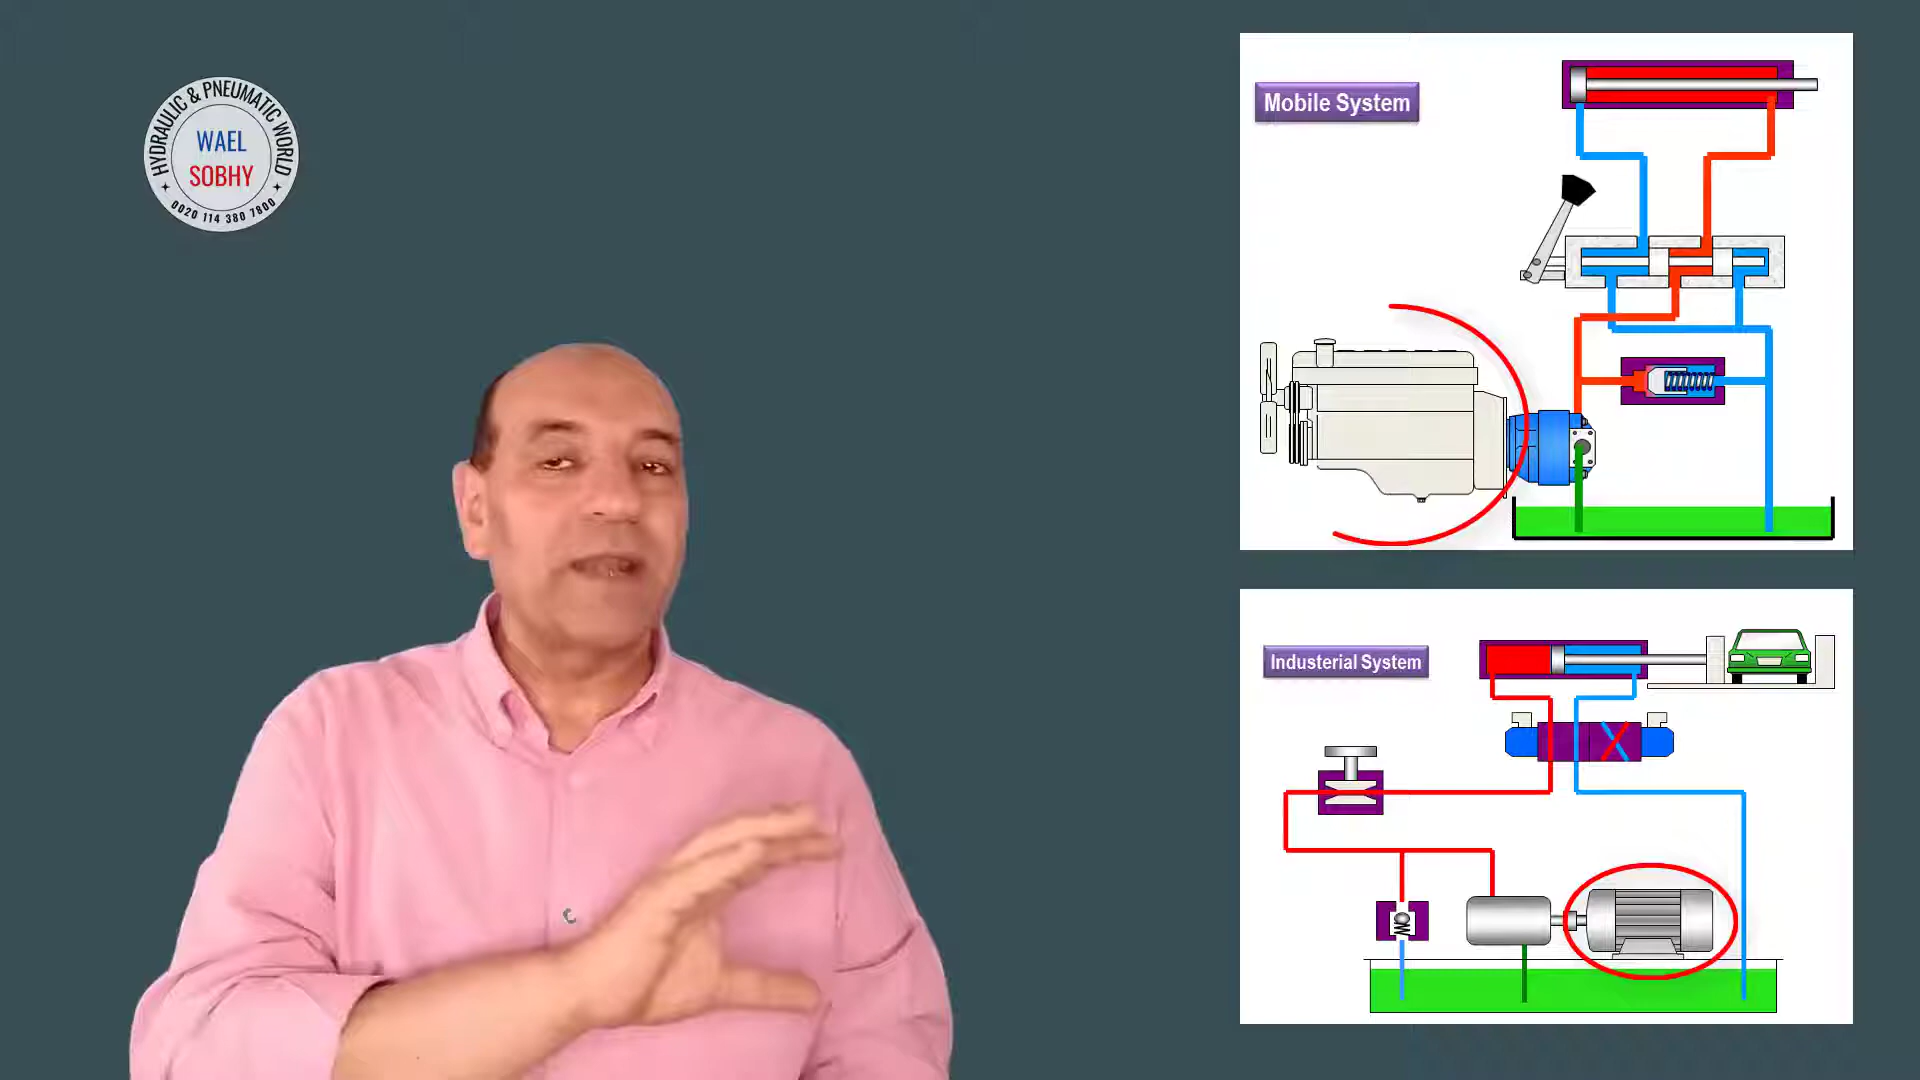 HYDRAULIC & PNEUMATIC WORLD
WAEL
SOBHY
0020 114 380 7800
Mobile System
Industerial System